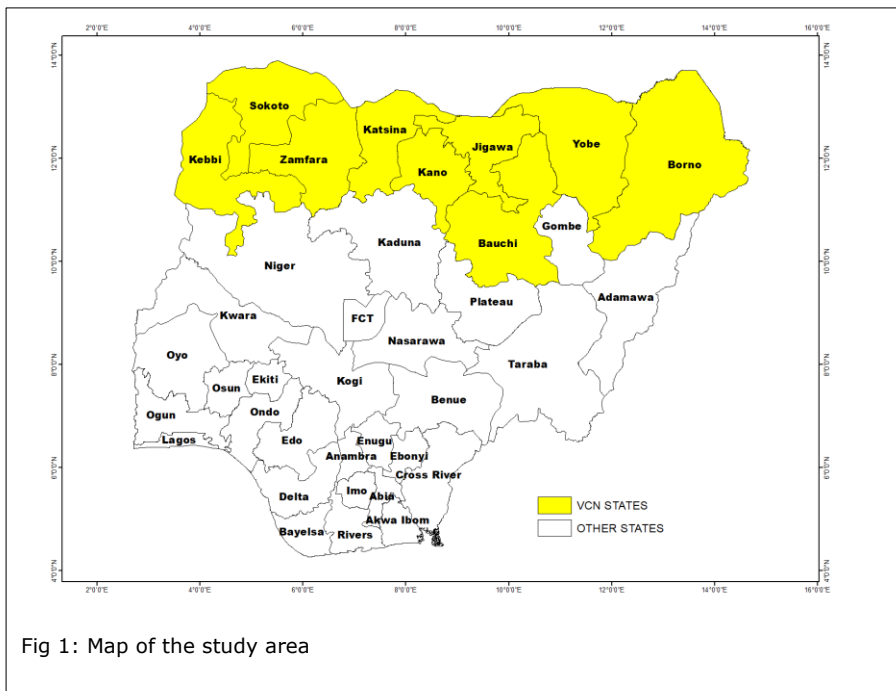 2°0'0"E 4°0'0"E 6°0'0"E 8°0'0"E 10°0'0"E 12°0'0"E 14°0'0"E 16°0'0"E
14°0'0"N 14°0'0"N
Sokoto
Katsina
Jigawa
Yobe
12°0'0"N Kebbi Zamfara Kano Borno 12°0'0"N
Gombe
Kaduna Bauchi
10°0'0"N Niger 10°0'0"N
Plateau Adamawa
Kwara FCT
Nasarawa
Oyo Taraba
8°0'0"N 8°0'0"N
Osun Ekiti Kogi
Benue
Ogun Ondo
Lagos Edo Enugu
Anambra Ebonyi
6°0'0"N 6°0'0"N
Cross River
Delta Imo Abia
VCN STATES
Akwa Ibom
Bayelsa Rivers OTHER STATES
4°0'0"N 4°0'0"N
2°0'0"E 4°0'0"E 6°0'0"E 8°0'0"E 10°0'0"E 12°0'0"E 14°0'0"E 16°0'0"E
Fig 1: Map of the study area